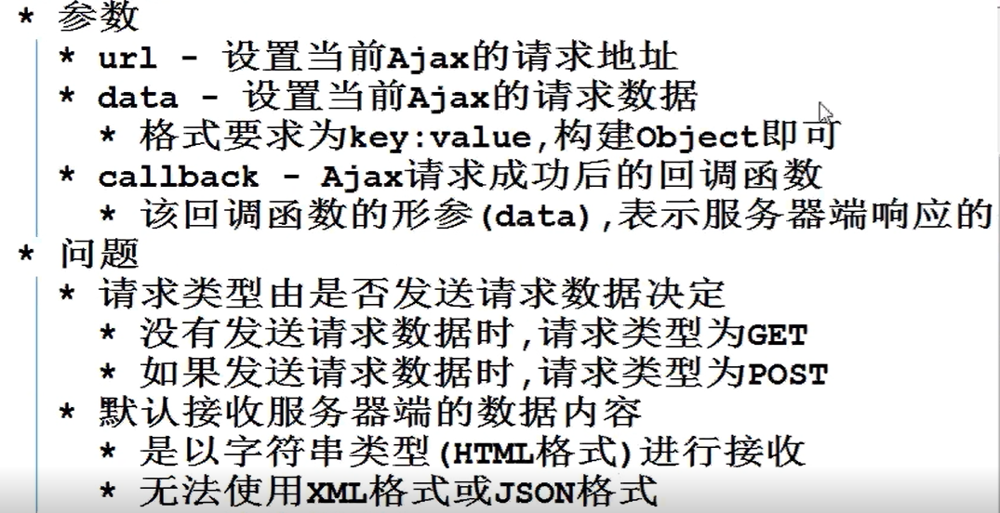 * 参数
* url - 设置当前Ajax的请求地址
* data - 设置当前Ajax的请求数据
* 格式要求为key:value,构建Object即可
* callback - Ajax请求成功后的回调函数
* 该回调函数的形参(data),表示服务器端响应的
* 问题
* 请求类型由是否发送请求数据决定
* 没有发送请求数据时,请求类型为GET
* 如果发送请求数据时,请求类型为POST
* 默认接收服务器端的数据内容
* 是以字符串类型(HTML格式)进行接收
* 无法使用XML格式或JSON格式